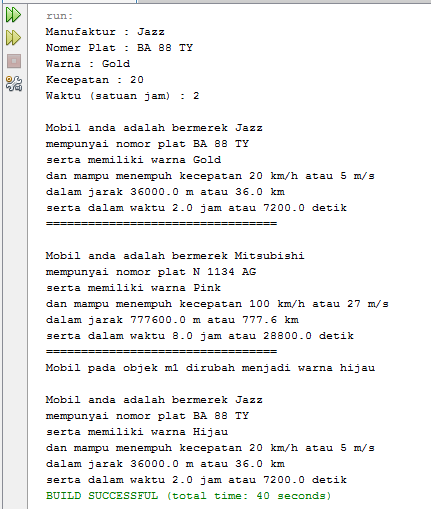 run:
Manufaktur : Jazz
Nomer Plat : BA 88 TY
Warna : Gold
Kecepatan : 20
Waktu (satuan jam) : 2
Mobil anda adalah bermerek Jazz
mempunyai nomor plat BA 88 TY
serta memiliki warna Gold
dan mampu menempuh kecepatan 20 km/h atau 5 m/s
dalam jarak 36000.0 m atau 36.0 km
serta dalam waktu 2.0 jam atau 7200.0 detik
=================================
Mobil anda adalah bermerek Mitsubishi
mempunyai nomor plat N 1134 AG
serta memiliki warna Pink
dan mampu menempuh kecepatan 100 km/h atau 27 m/s
dalam jarak 777600.0 m atau 777.6 km
serta dalam waktu 8.0 jam atau 28800.0 detik
=================================
Mobil pada objek m1 dirubah menjadi warna hijau
Mobil anda adalah bermerek Jazz
mempunyai nomor plat BA 88 TY
serta memiliki warna Hijau
dan mampu menempuh kecepatan 20 km/h atau 5 m/s
dalam jarak 36000.0 m atau 36.0 km
serta dalam waktu 2.0 jam atau 7200.0 detik
BUILD SUCCESSFUL (total time: 40 seconds)